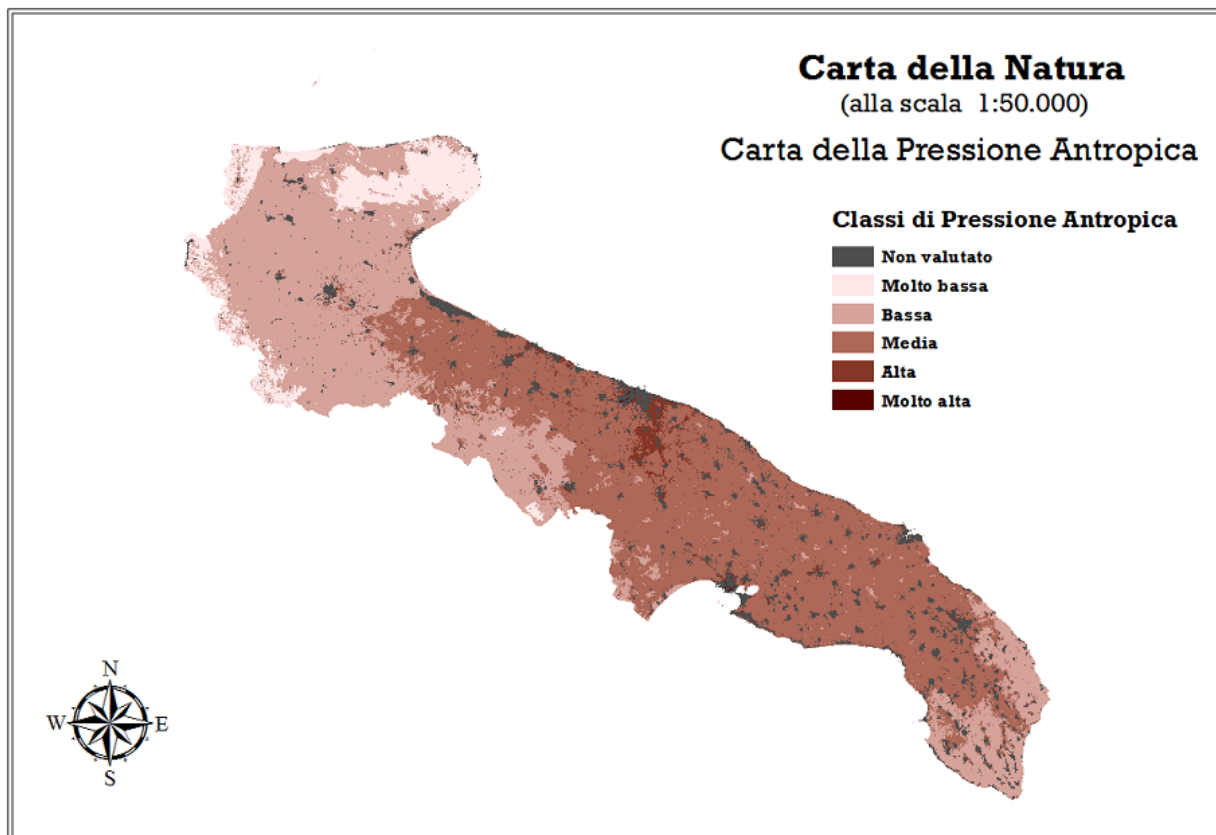 Carta della Natura
(alla scala 1:50.000)
Carta della Pressione Antropica
Classi di Pressione Antropica
Non valutato
Molto bassa
Bassa
Media
Alta
Molto alta
N
W E
S